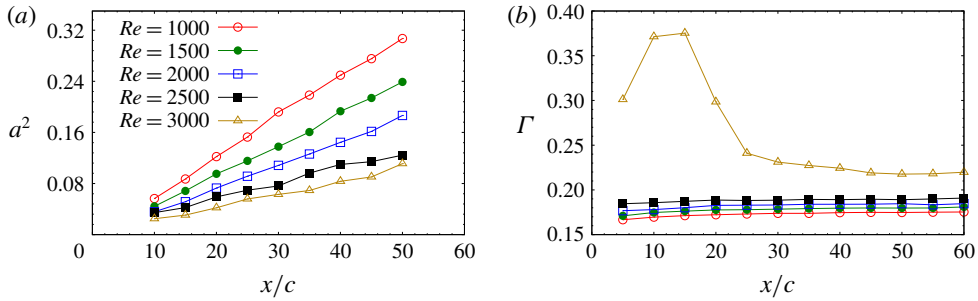 (a)
0.32
0.24
0.16
0.08
a²
Re = 1000
Re = 1500
Re = 2000
Re = 2500
Re = 3000
0 10 20 30 40 50 60
x/c
(b)
0.40
0.35
0.30
0.25
0.20
0.15
Γ
0 10 20 30 40 50 60
x/c